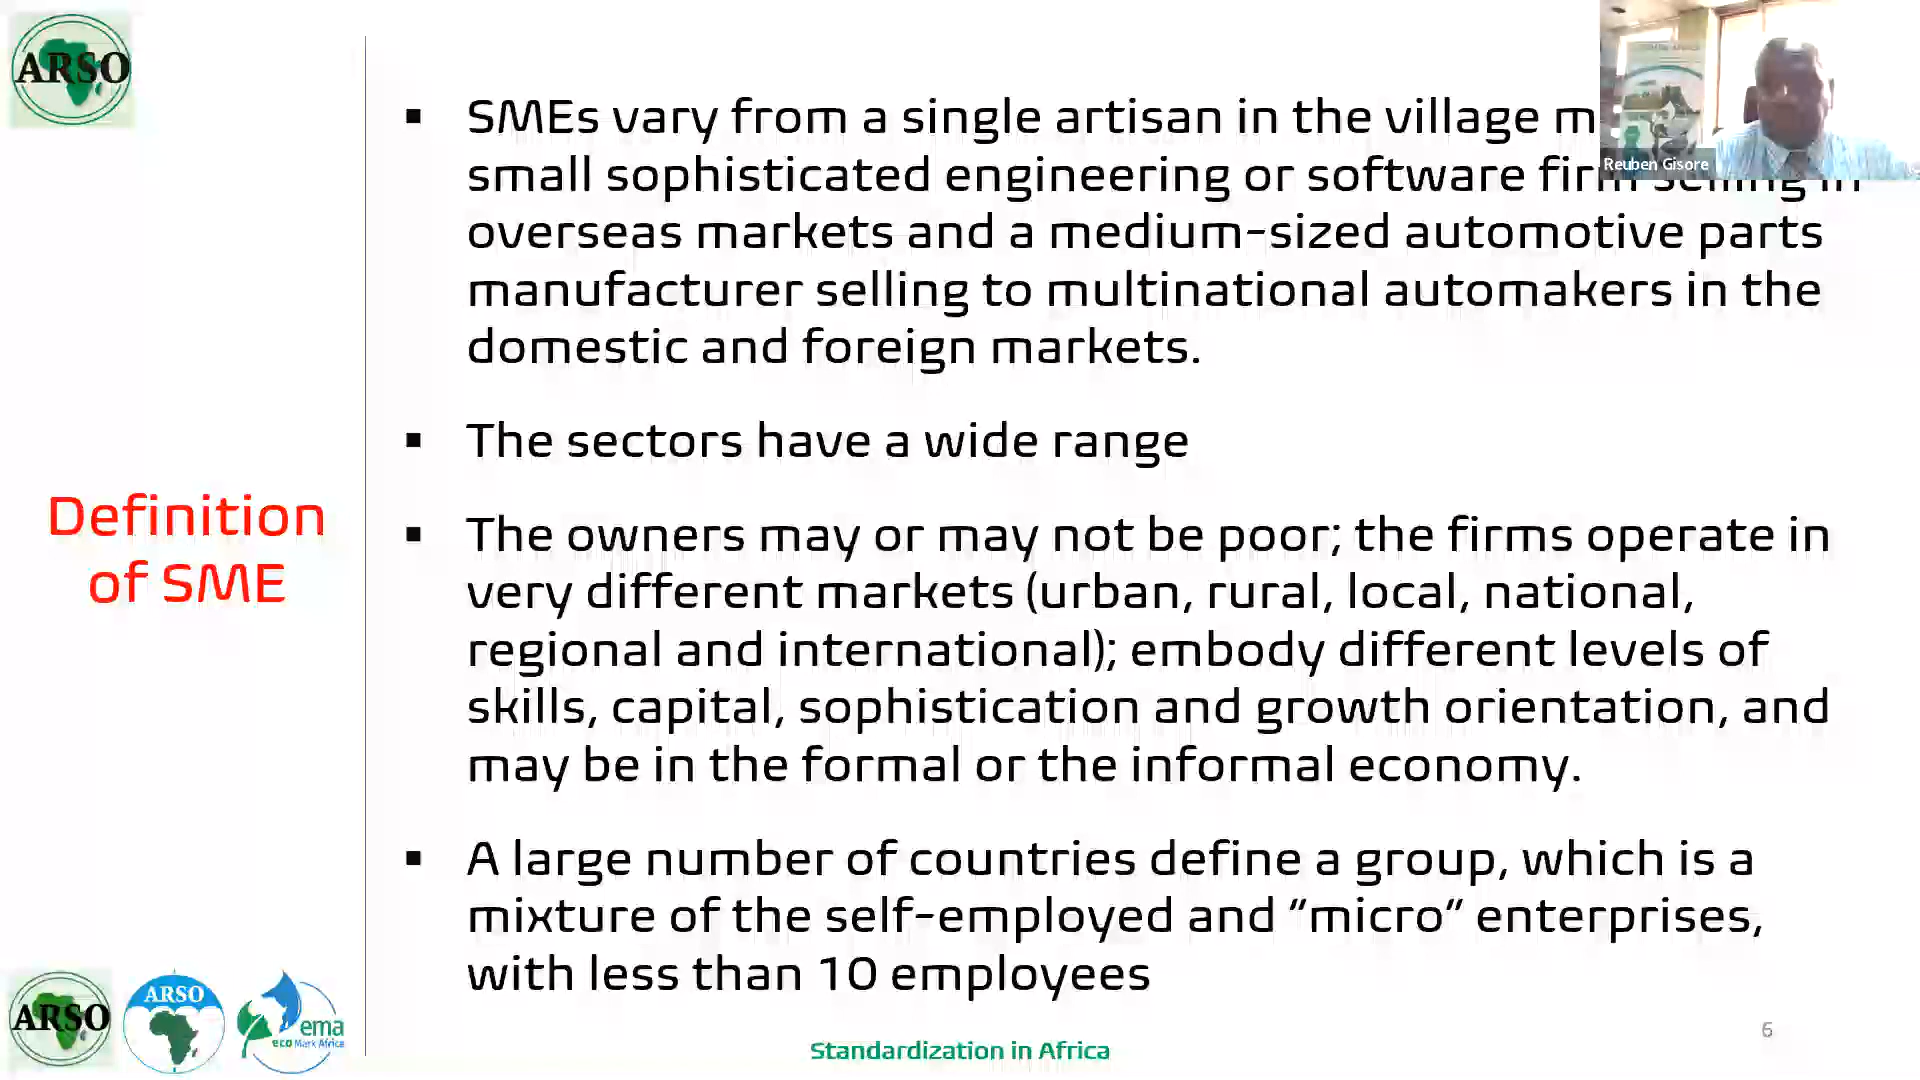 ARSO
SMEs vary from a single artisan in the village
small sophisticated engineering or software firm selling in
overseas markets and a medium-sized automotive parts
manufacturer selling to multinational automakers in the
domestic and foreign markets.
Reuben Gisore
The sectors have a wide range
Definition
of SME
The owners may or may not be poor; the firms operate in
very different markets (urban, rural, local, national,
regional and international); embody different levels of
skills, capital, sophistication and growth orientation, and
may be in the formal or the informal economy.
A large number of countries define a group, which is a
mixture of the self-employed and “micro” enterprises,
with less than 10 employees
ARSO
ARSO
ema
eco Mark Africa
Standardization in Africa
6